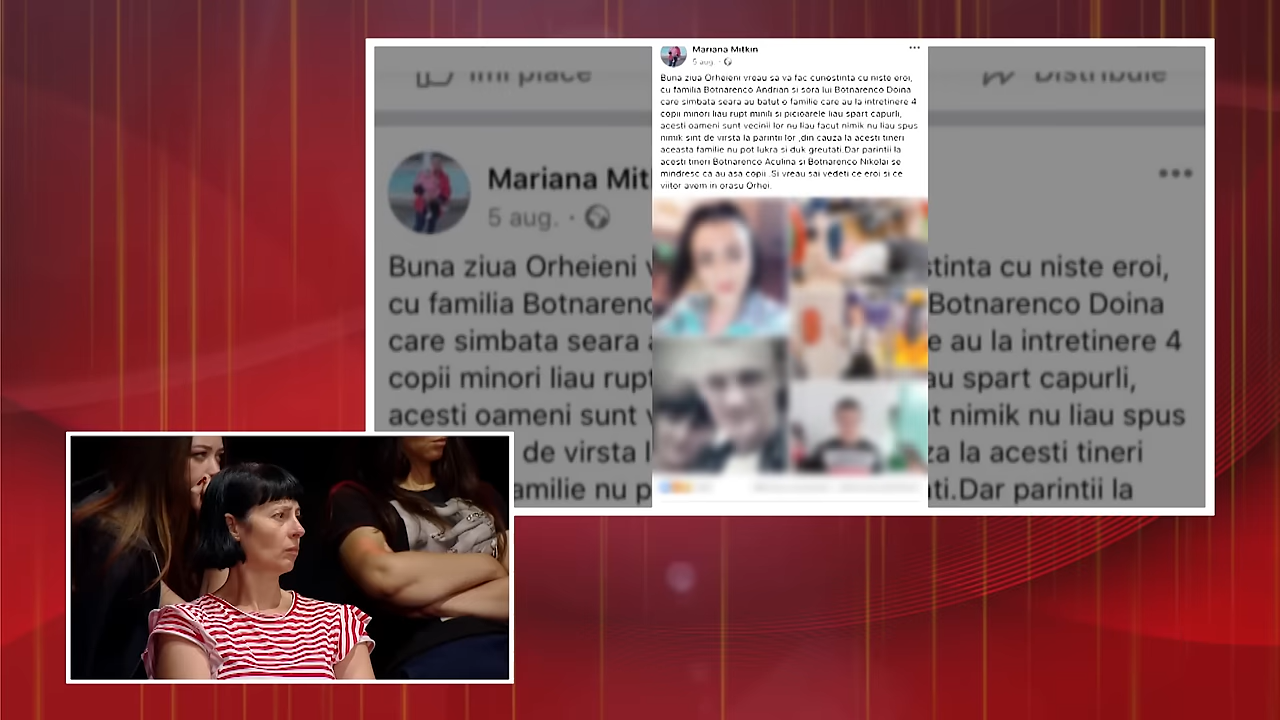 Imi place
Distribuie
Mariana Mit
5 aug.
Buna ziua Orheieni v
stinta cu niste eroi,
cu familia Botnarenc
Botnarenco Doina
care simbata seara a
e au la intretinere 4
copii minori liau rupt
au spart capurli,
acesti oameni sunt v
t nimik nu liau spus
de virsta l
za la acesti tineri
amilie nu p
ati.Dar parintii la
Mariana Mitkin
5 aug.
Buna ziua Orheieni vreau sa va fac cunostinta cu niste eroi,
cu familia Botnarenco Andrian si sora lui Botnarenco Doina
care simbata seara au batut o familie care au la intretinere 4
copii minori liau rupt minili si picioarele liau spart capurli,
acesti oameni sunt vecinii lor nu liau facut nimik nu liau spus
nimik sint de virsta la parintii lor ,din cauza la acesti tineri
aceasta familie nu pot lukra si duk greutati.Dar parintii la
acesti tineri Botnarenco Aculina si Botnarenco Nikolai se
mindresc ca au asa copii .Si vreau sai vedeti ce eroi si ce
viitor avem in orasu Orhei.